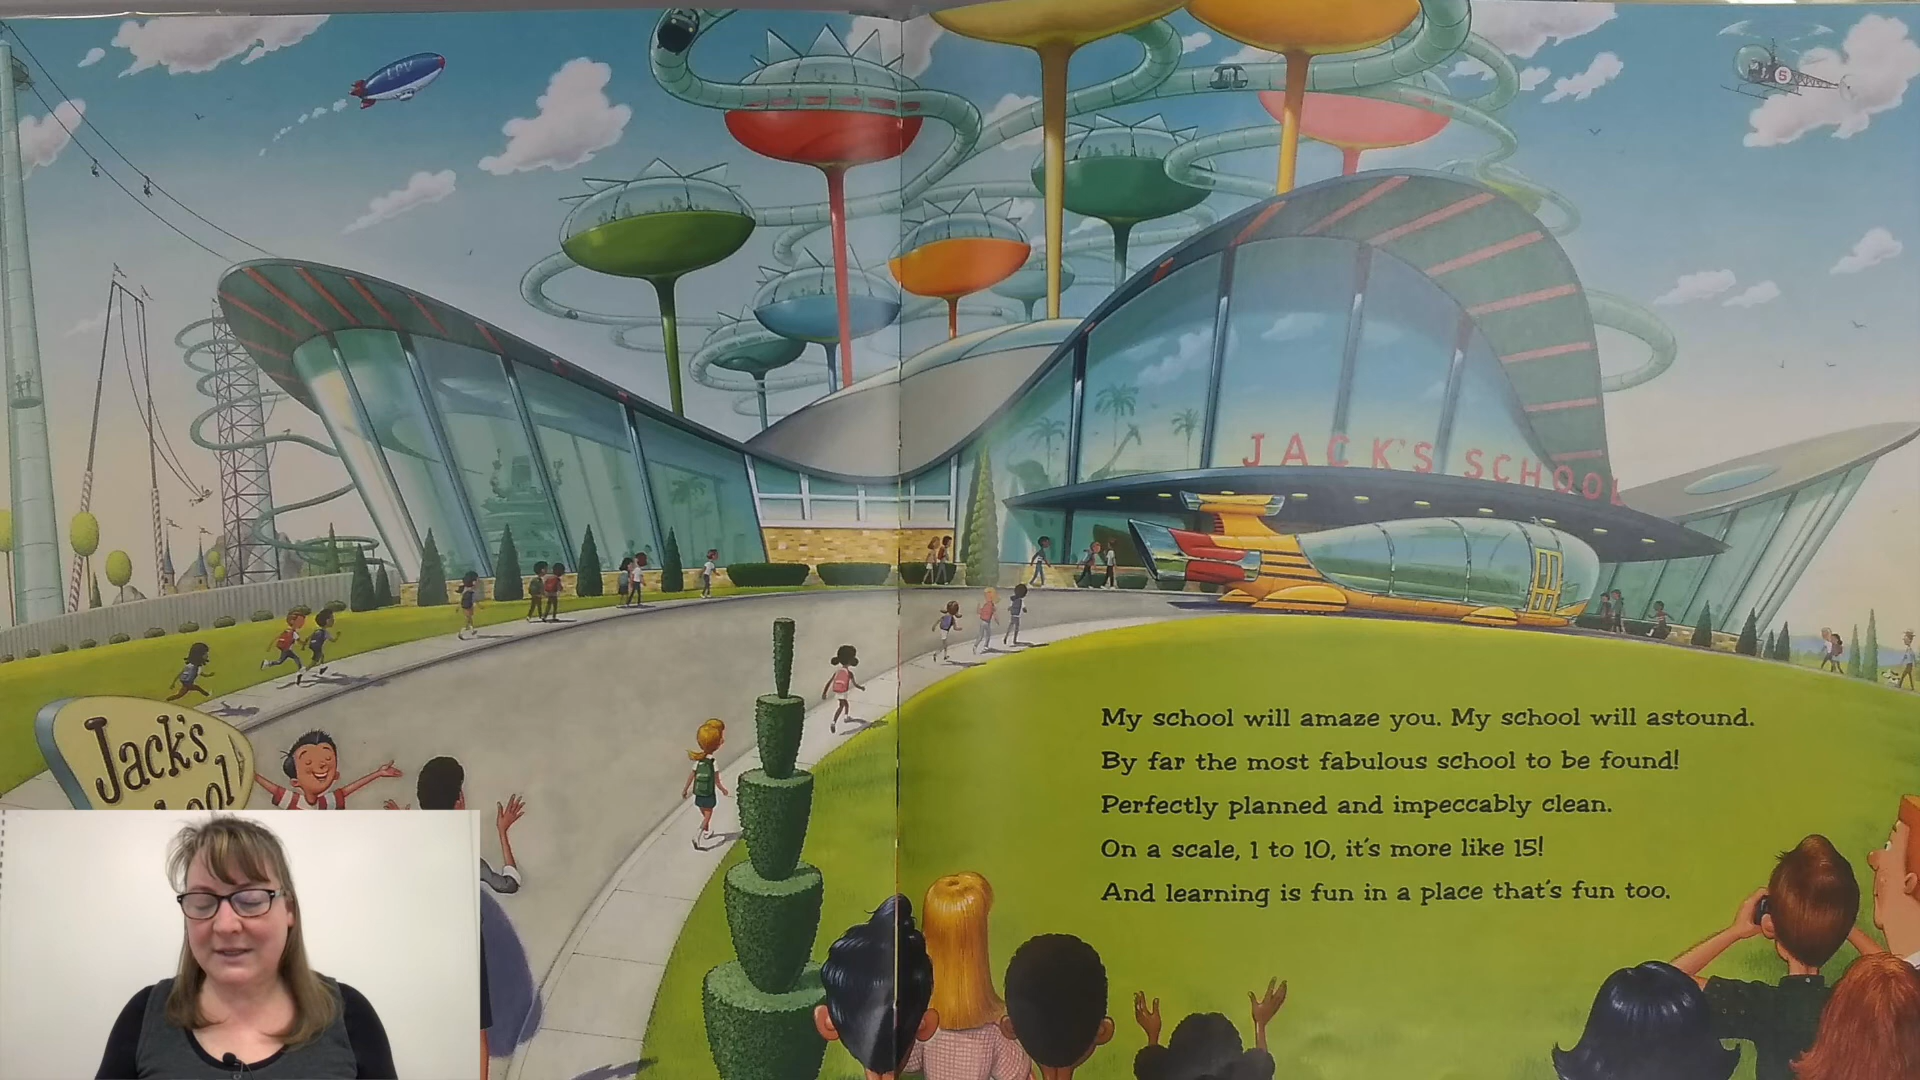 LPV
5
JACK'S SCHOOL
Jack's
My school will amaze you. My school will astound.
By far the most fabulous school to be found!
Perfectly planned and impeccably clean.
On a scale, 1 to 10, it's more like 15!
And learning is fun in a place that's fun too.